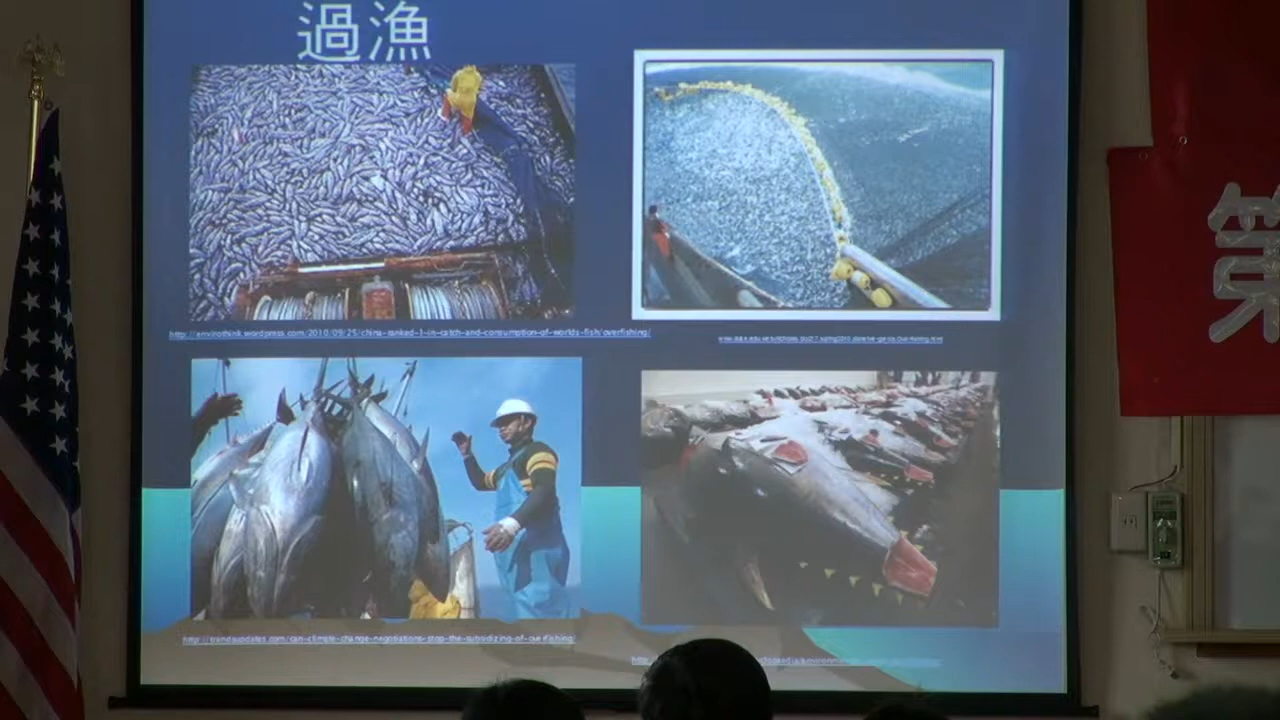 過漁
http://envirothink.wordpress.com/2010/09/25/china-ranked-1-in-catch-and-consumption-of-worlds-fish/overfishing/
http://trendsupdates.com/can-climate-change-negotiations-stop-the-subsidizing-of-overfishing/
第